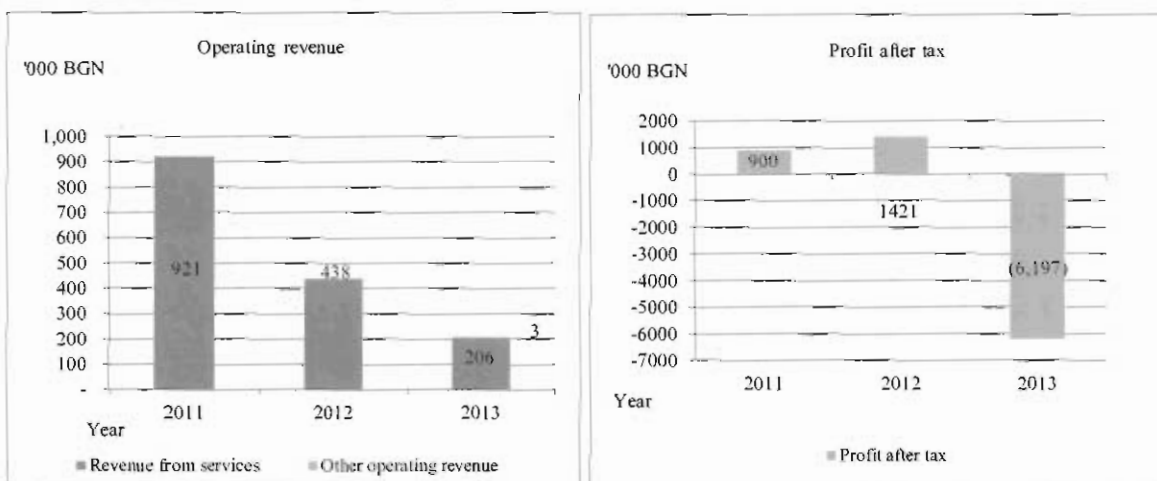 Operating revenue
'000 BGN
1,000
900
800
700
600
500
400
300
200
100
-
921
438
206
3
2011 2012 2013
Year
Revenue from services Other operating revenue
Profit after tax
'000 BGN
2000
1000
0
-1000
-2000
-3000
-4000
-5000
-6000
-7000
900
1421
(6,197)
2011 2012 2013
Year
Profit after tax